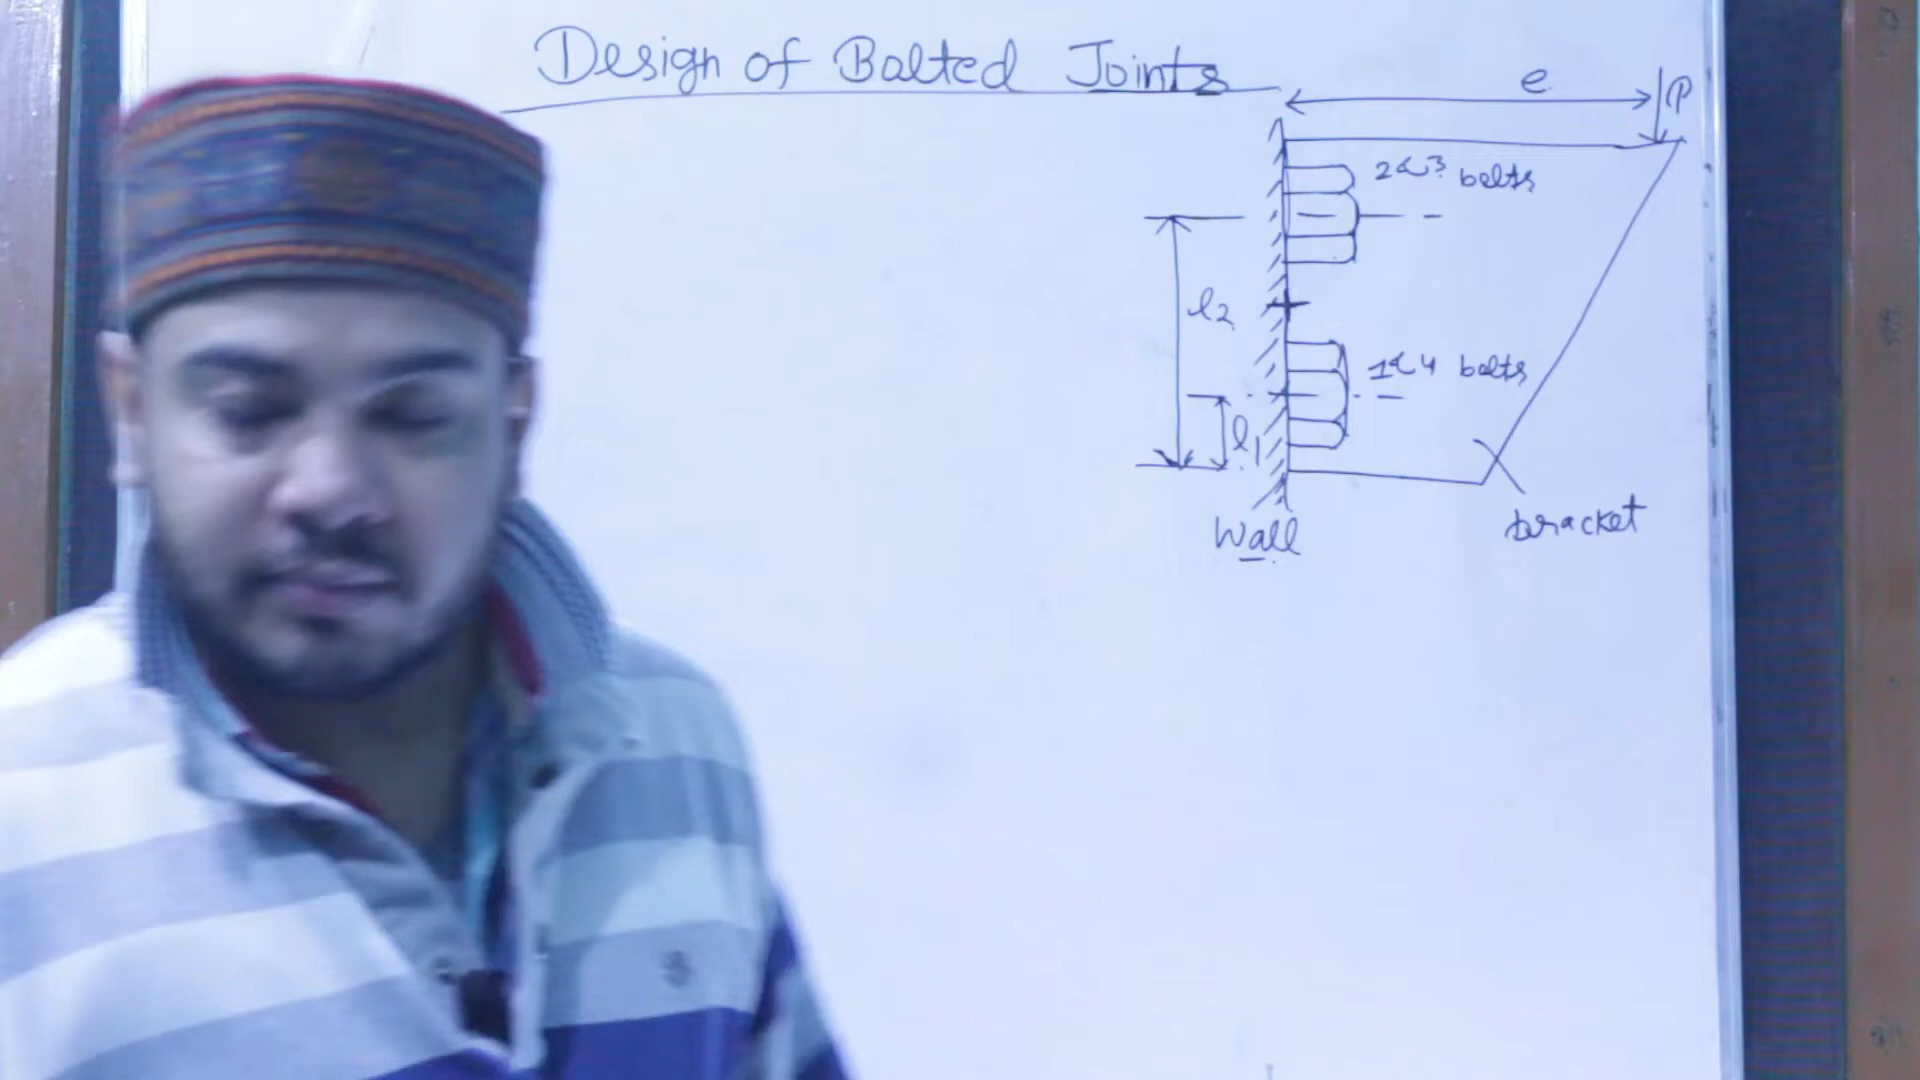 Design of Bolted Joints
e
P
2&3 bolts
l2
1&4 bolts
l1
Wall
bracket